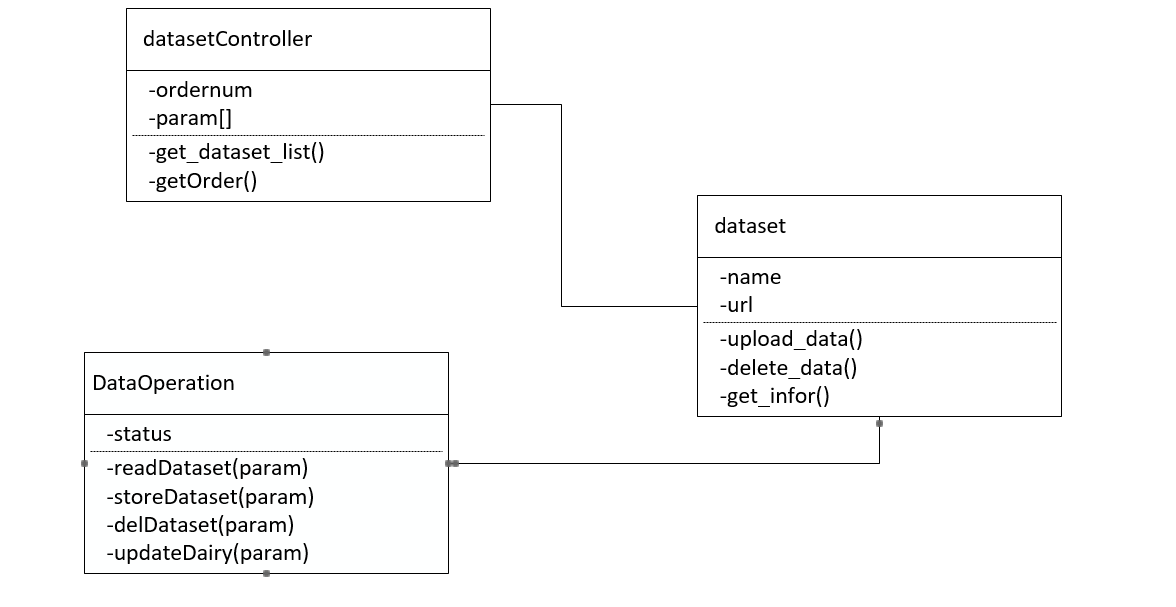 datasetController
-ordernum
-param[]
-get_dataset_list()
-getOrder()
dataset
-name
-url
-upload_data()
-delete_data()
-get_infor()
DataOperation
-status
-readDataset(param)
-storeDataset(param)
-delDataset(param)
-updateDairy(param)